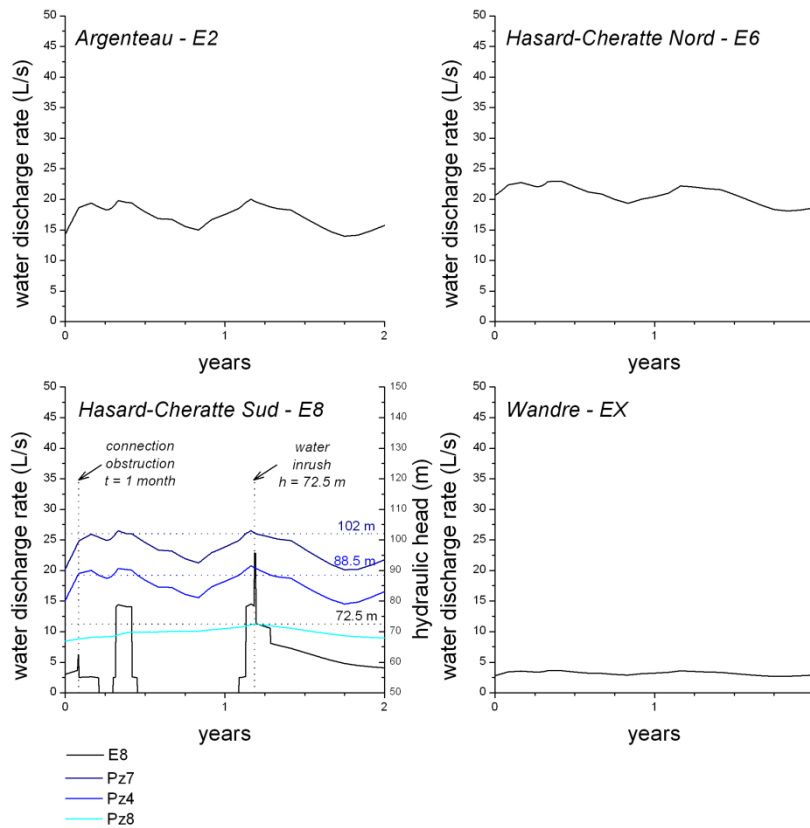 Argenteau - E2
water discharge rate (L/s)
50
45
40
35
30
25
20
15
10
5
0
0
1
2
years
Hasard-Cheratte Nord - E6
water discharge rate (L/s)
50
45
40
35
30
25
20
15
10
5
0
0
1
years
Hasard-Cheratte Sud - E8
water discharge rate (L/s)
50
45
40
35
30
25
20
15
10
5
0
connection
obstruction
t = 1 month
water
inrush
h = 72.5 m
102 m
88.5 m
72.5 m
150
140
130
120
110
100
90
80
70
60
50
hydraulic head (m)
0
1
2
years
Wandre - EX
water discharge rate (L/s)
50
45
40
35
30
25
20
15
10
5
0
0
1
years
E8
Pz7
Pz4
Pz8